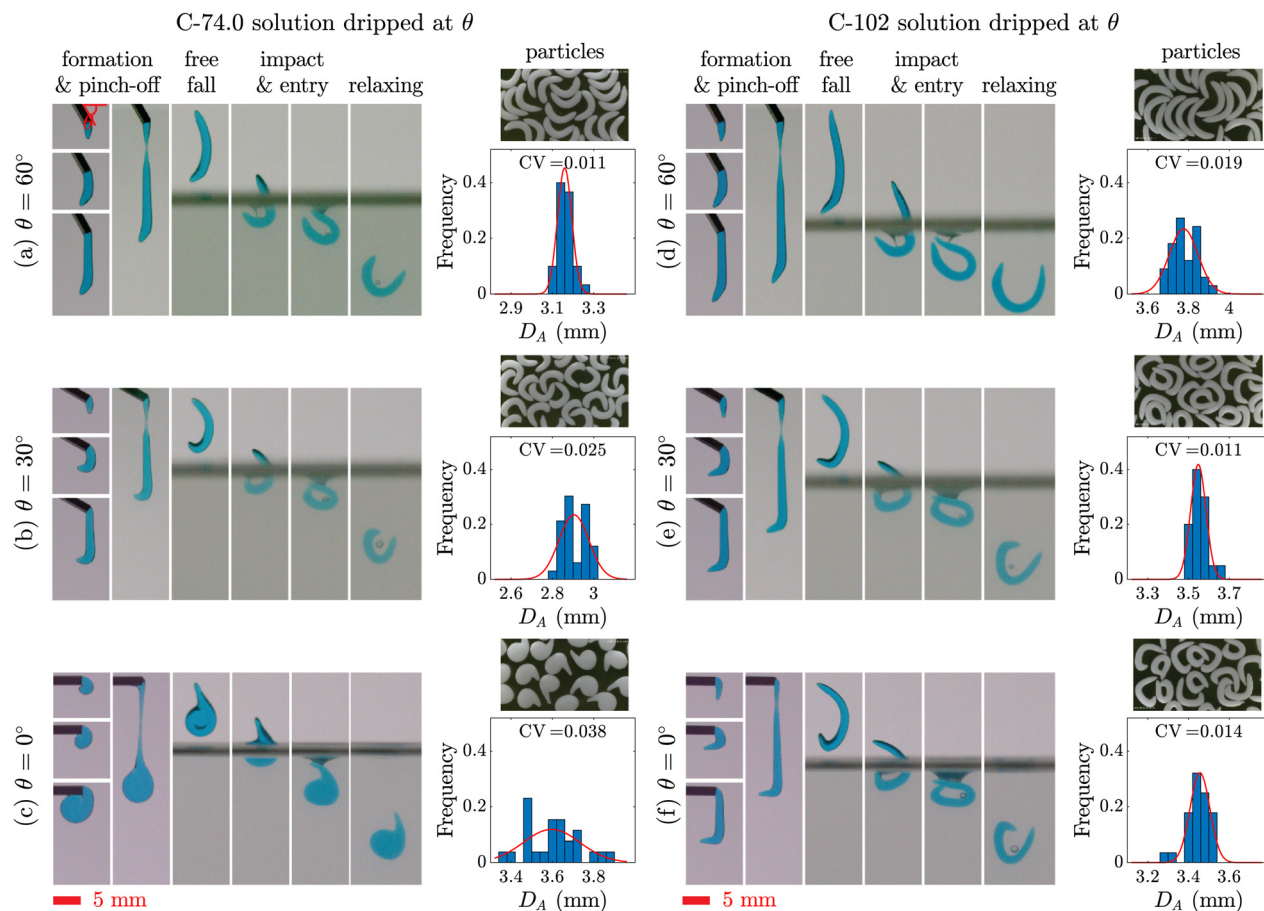 C-74.0 solution dripped at θ
formation & pinch-off
free fall
impact & entry
relaxing
particles
(a) θ = 60°
CV =0.011
Frequency
0.4
0.2
0
2.9 3.1 3.3
D_A (mm)
(b) θ = 30°
CV =0.025
Frequency
0.4
0.2
0
2.6 2.8 3
D_A (mm)
(c) θ = 0°
CV =0.038
Frequency
0.4
0.2
0
3.4 3.6 3.8
D_A (mm)
5 mm
C-102 solution dripped at θ
formation & pinch-off
free fall
impact & entry
relaxing
particles
(d) θ = 60°
CV =0.019
Frequency
0.4
0.2
0
3.6 3.8 4
D_A (mm)
(e) θ = 30°
CV =0.011
Frequency
0.4
0.2
0
3.3 3.5 3.7
D_A (mm)
(f) θ = 0°
CV =0.014
Frequency
0.4
0.2
0
3.2 3.4 3.6
D_A (mm)
5 mm